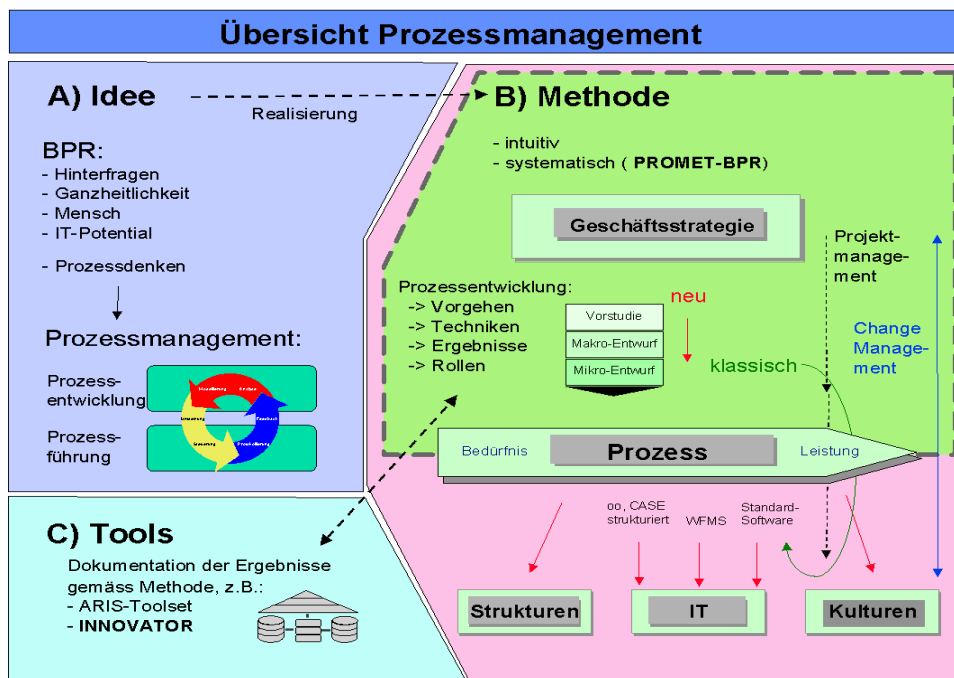 Übersicht Prozessmanagement
A) Idee
Realisierung
BPR:
- Hinterfragen
- Ganzheitlichkeit
- Mensch
- IT-Potential
- Prozessdenken
Prozessmanagement:
Prozess-
entwicklung
Prozess-
führung
B) Methode
- intuitiv
- systematisch ( PROMET-BPR)
Geschäftsstrategie
Projekt-
manage-
ment
Prozessentwicklung:
-> Vorgehen
-> Techniken
-> Ergebnisse
-> Rollen
neu
Vorstudie
Makro-Entwurf
Mikro-Entwurf
klassisch
Change
Manage-
ment
Bedürfnis
Prozess
Leistung
oo, CASE
strukturiert
WFMS
Standard-
Software
Strukturen
IT
Kulturen
C) Tools
Dokumentation der Ergebnisse
gemäss Methode, z.B.:
- ARIS-Toolset
- INNOVATOR